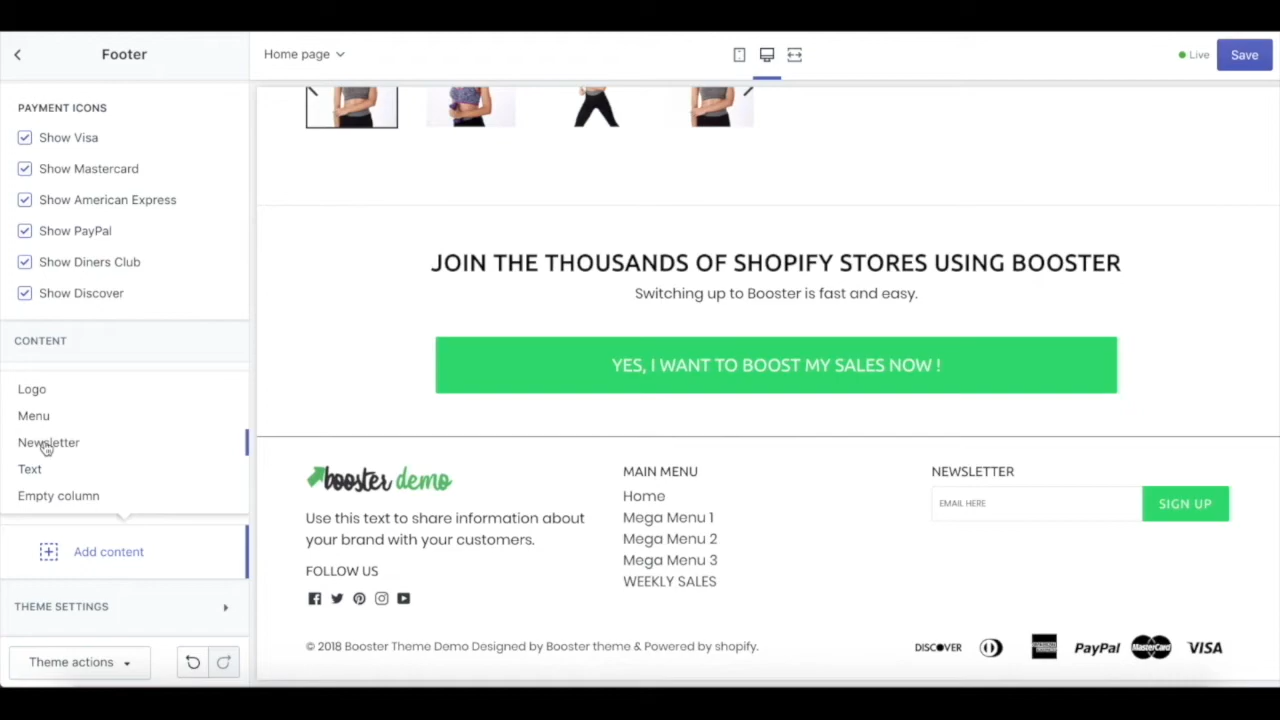 Footer
Home page
Live
Save
PAYMENT ICONS
Show Visa
Show Mastercard
Show American Express
Show PayPal
Show Diners Club
Show Discover
CONTENT
Logo
Menu
Newsletter
Text
Empty column
Add content
THEME SETTINGS
Theme actions
JOIN THE THOUSANDS OF SHOPIFY STORES USING BOOSTER
Switching up to Booster is fast and easy.
YES, I WANT TO BOOST MY SALES NOW !
booster demo
Use this text to share information about
your brand with your customers.
FOLLOW US
MAIN MENU
Home
Mega Menu 1
Mega Menu 2
Mega Menu 3
WEEKLY SALES
NEWSLETTER
EMAIL HERE
SIGN UP
© 2018 Booster Theme Demo Designed by Booster theme & Powered by shopify.
DISCOVER
PayPal
MasterCard
VISA